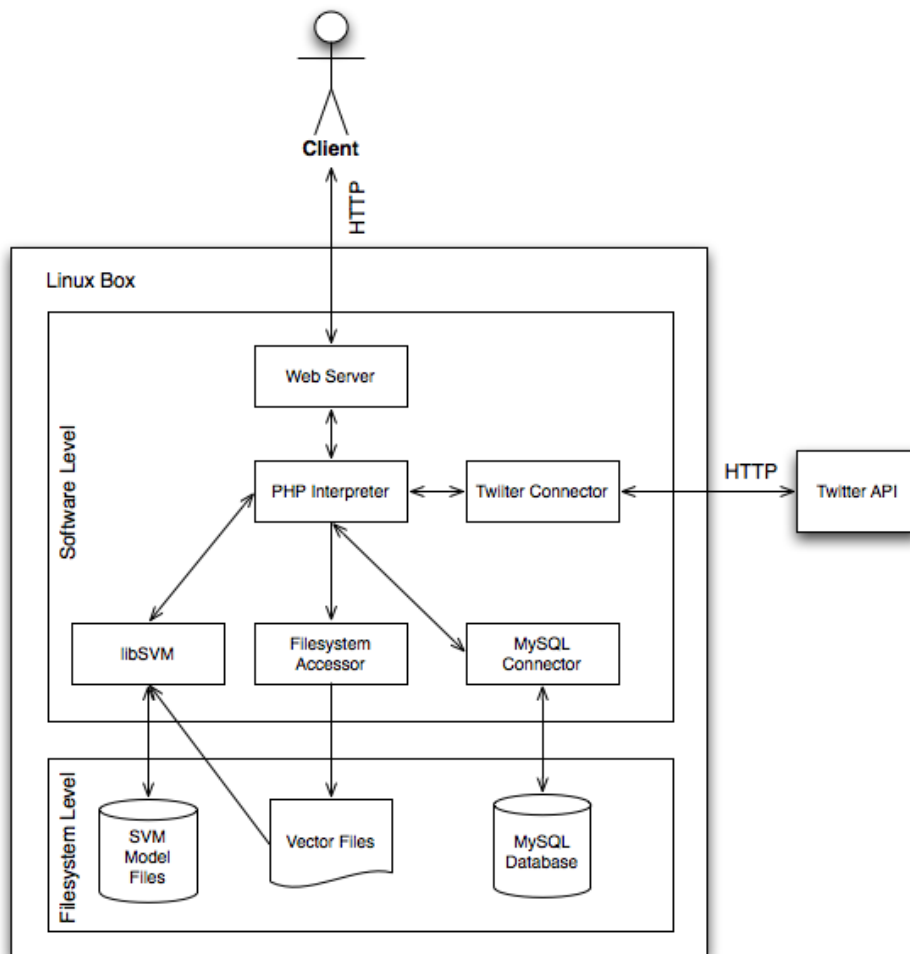 Client
HTTP
Linux Box
Software Level
Web Server
PHP Interpreter
Twiiter Connector
HTTP
Twitter API
libSVM
Filesystem
Accessor
MySQL
Connector
Filesystem Level
SVM
Model
Files
Vector Files
MySQL
Database